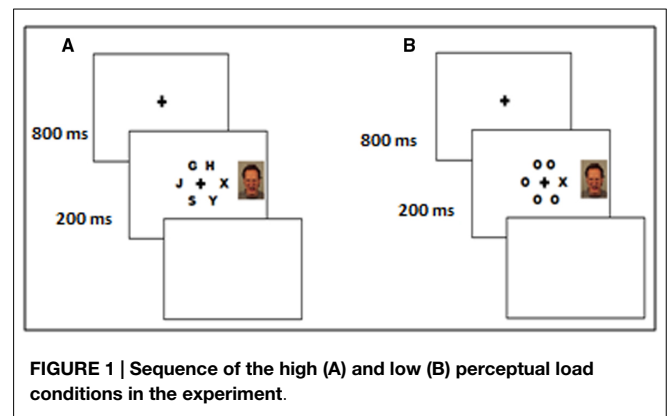 A
B
800 ms
800 ms
G H
J + X
S Y
O O
O + X
O O
200 ms
200 ms
FIGURE 1 | Sequence of the high (A) and low (B) perceptual load
conditions in the experiment.